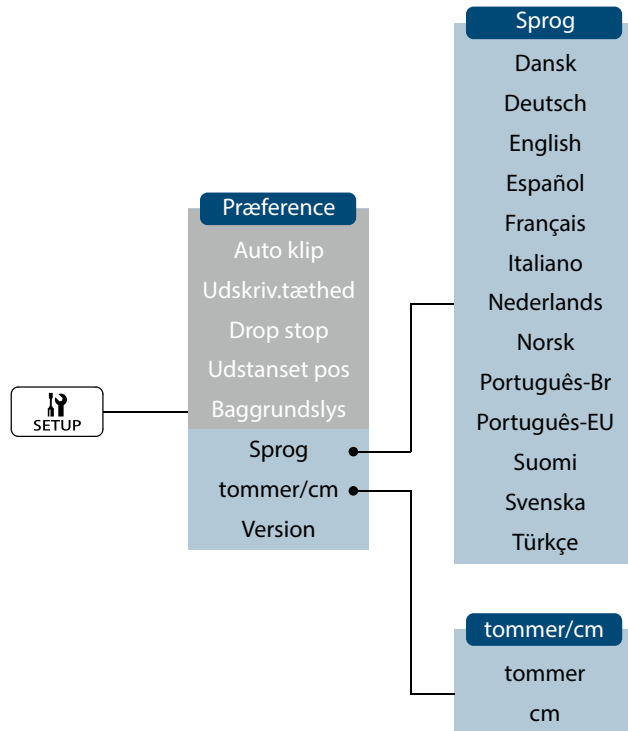 SETUP
Præference
Auto klip
Udskriv.tæthed
Drop stop
Udstanset pos
Baggrundslys
Sprog
tommer/cm
Version
Sprog
Dansk
Deutsch
English
Español
Français
Italiano
Nederlands
Norsk
Português-Br
Português-EU
Suomi
Svenska
Türkçe
tommer/cm
tommer
cm